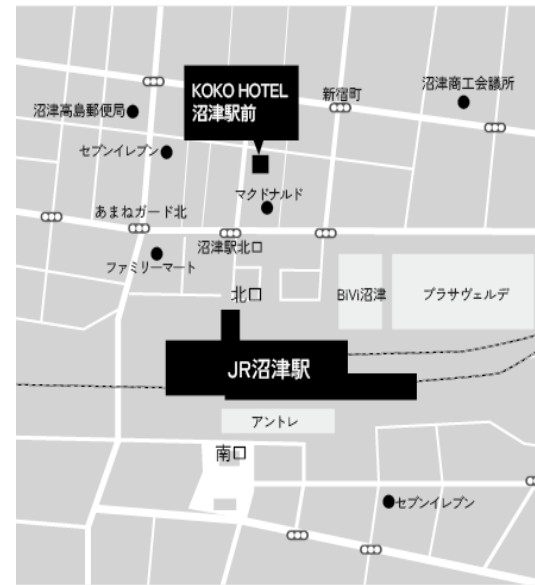 沼津商工会議所
KOKO HOTEL
沼津駅前
新宿町
沼津高島郵便局
セブンイレブン
マクドナルド
あまねガード北
沼津駅北口
ファミリーマート
北口
BiVi沼津
プラサヴェルデ
JR沼津駅
アントレ
南口
セブンイレブン